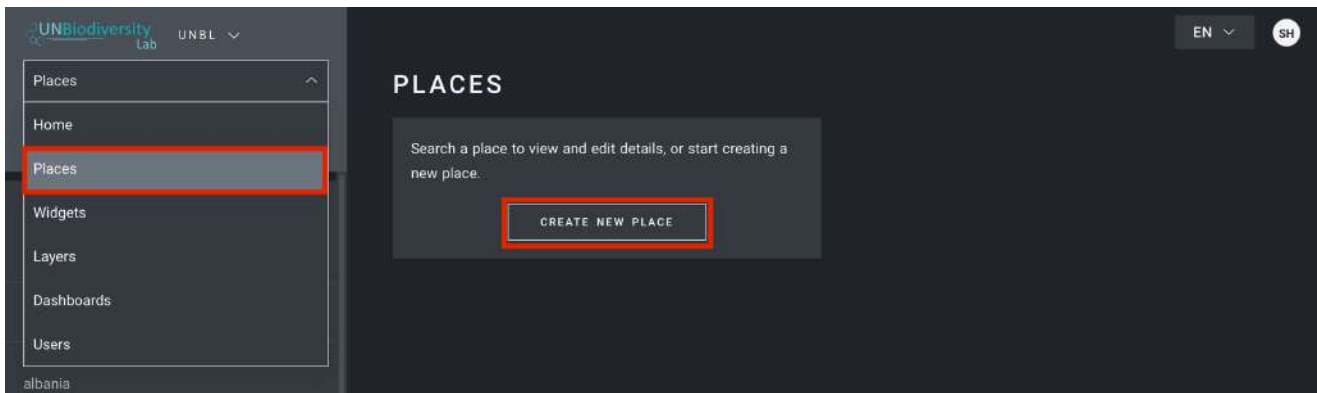 UNBiodiversity
Lab
UNBL
EN
SH
Places
PLACES
Home
Places
Widgets
Layers
Dashboards
Users
albania
Search a place to view and edit details, or start creating a
new place.
CREATE NEW PLACE